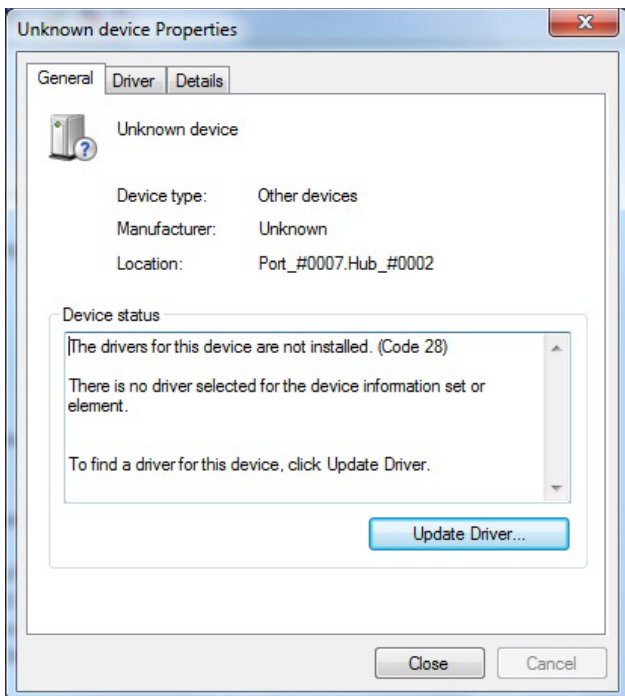 Unknown device Properties
General Driver Details
Unknown device
Device type: Other devices
Manufacturer: Unknown
Location: Port_#0007.Hub_#0002
Device status
The drivers for this device are not installed. (Code 28)
There is no driver selected for the device information set or
element.
To find a driver for this device, click Update Driver.
Update Driver...
Close Cancel